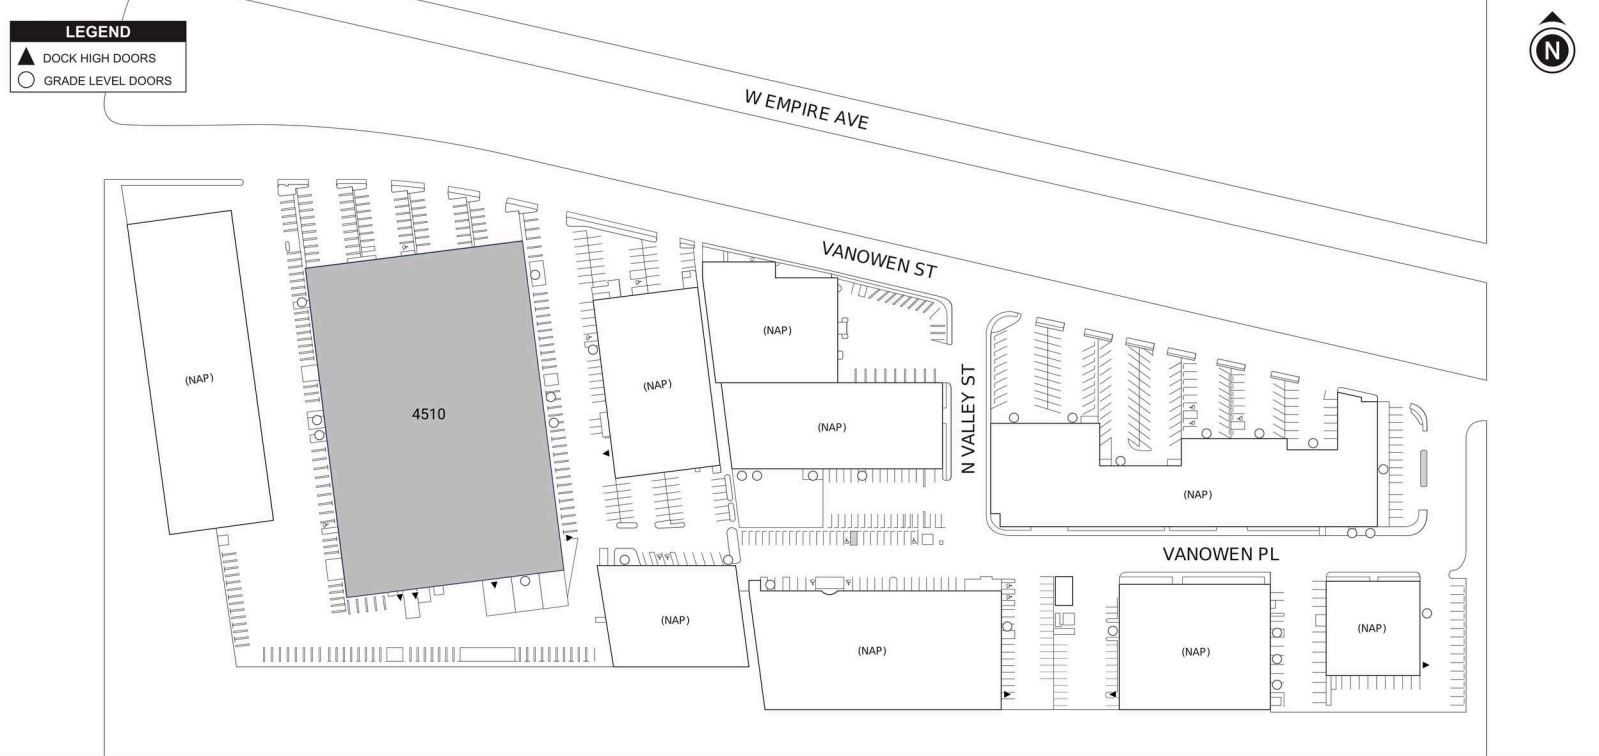 LEGEND
DOCK HIGH DOORS
GRADE LEVEL DOORS
N
W EMPIRE AVE
VANOWEN ST
(NAP)
(NAP)
(NAP)
4510
(NAP)
N VALLEY ST
(NAP)
VANOWEN PL
(NAP)
(NAP)
(NAP)
(NAP)